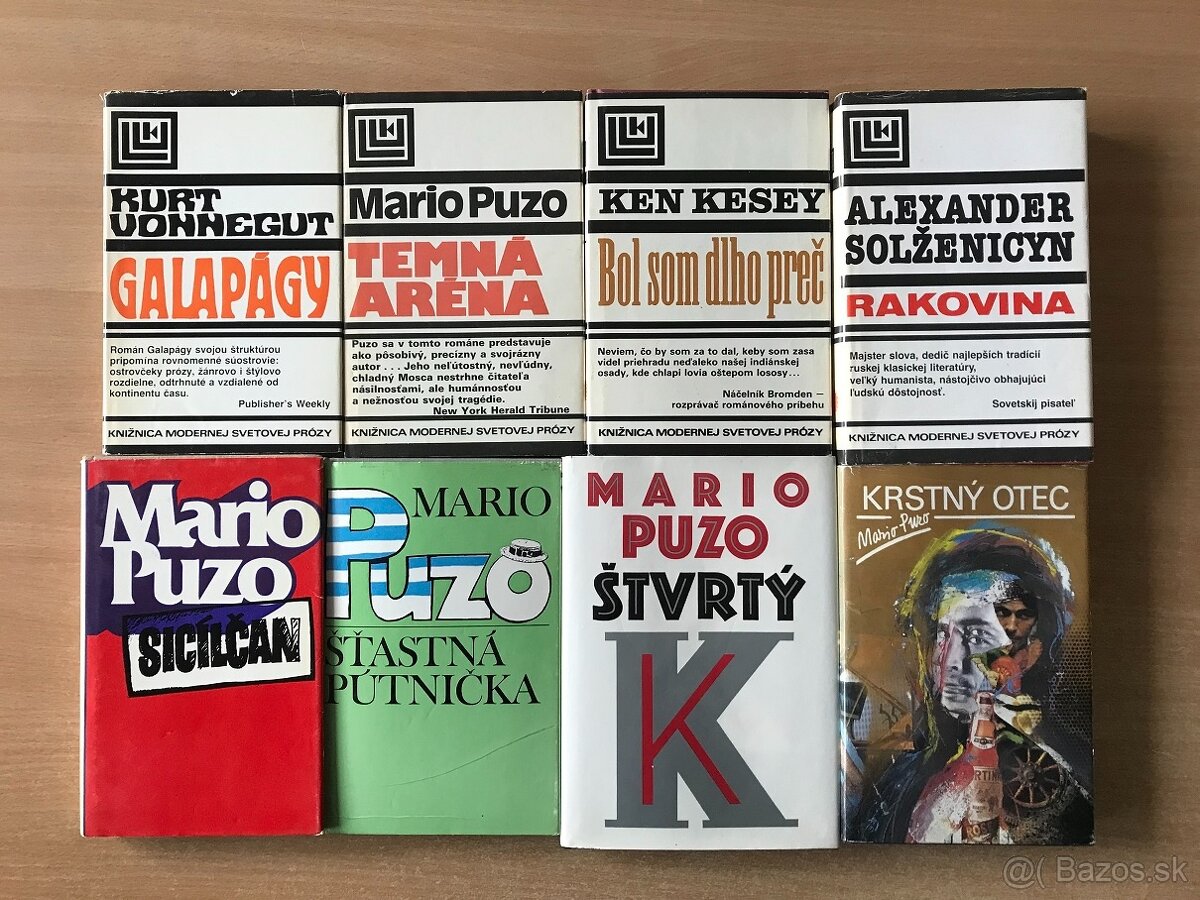 KURT
VONNEGUT
GALAPÁGY
Román Galapágy svojou štruktúrou
pripomína rovnomenné súostrovie:
ostrovčeky prózy, žánrovo i štýlovo
rozdielne, odtrhnuté a vzdialené od
kontinentu času.
Publisher's Weekly
KNIŽNICA MODERNEJ SVETOVEJ PRÓZY
Mario Puzo
TEMNÁ
ARÉNA
Puzo sa v tomto románe predstavuje
ako pôsobivý, precízny a svojrázny
autor . . . Jeho neľútostný, nevľúdny,
chladný Mosca nestrhne čitateľa
násilnosťami, ale humánnosťou
a nežnosťou svojej tragédie.
New York Herald Tribune
KNIŽNICA MODERNEJ SVETOVEJ PRÓZY
KEN KESEY
Bol som dlho preč
Neviem, čo by som za to dal, keby som zasa
videl priehradu neďaleko našej indiánskej
osady, kde chlapi lovia oštepom lososy...
Náčelník Bromden –
rozprávač románového príbehu
KNIŽNICA MODERNEJ SVETOVEJ PRÓZY
ALEXANDER
SOLŽENICYN
RAKOVINA
Majster slova, dedič najlepších tradícií
ruskej klasickej literatúry,
veľký humanista, nástojčivo obhajujúci
ľudskú dôstojnosť.
Sovetskij pisateľ
KNIŽNICA MODERNEJ SVETOVEJ PRÓZY
Mario
Puzo
SICÍLČAN
MARIO
Puzo
ŠŤASTNÁ
PÚTNIČKA
MARIO
PUZO
ŠTVRTÝ
K
K
KRSTNÝ OTEC
Mario Puzo
@( Bazos.sk